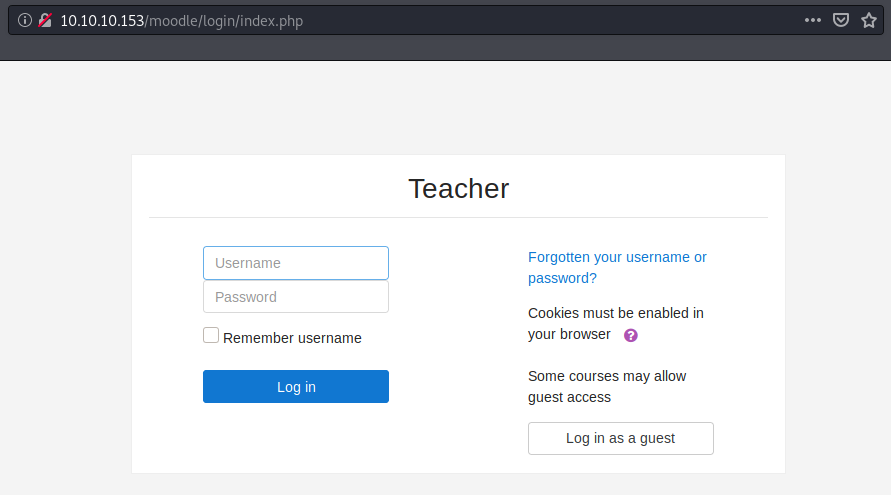 10.10.10.153/moodle/login/index.php
Teacher
Username
Password
Remember username
Log in
Forgotten your username or
password?
Cookies must be enabled in
your browser ?
Some courses may allow
guest access
Log in as a guest